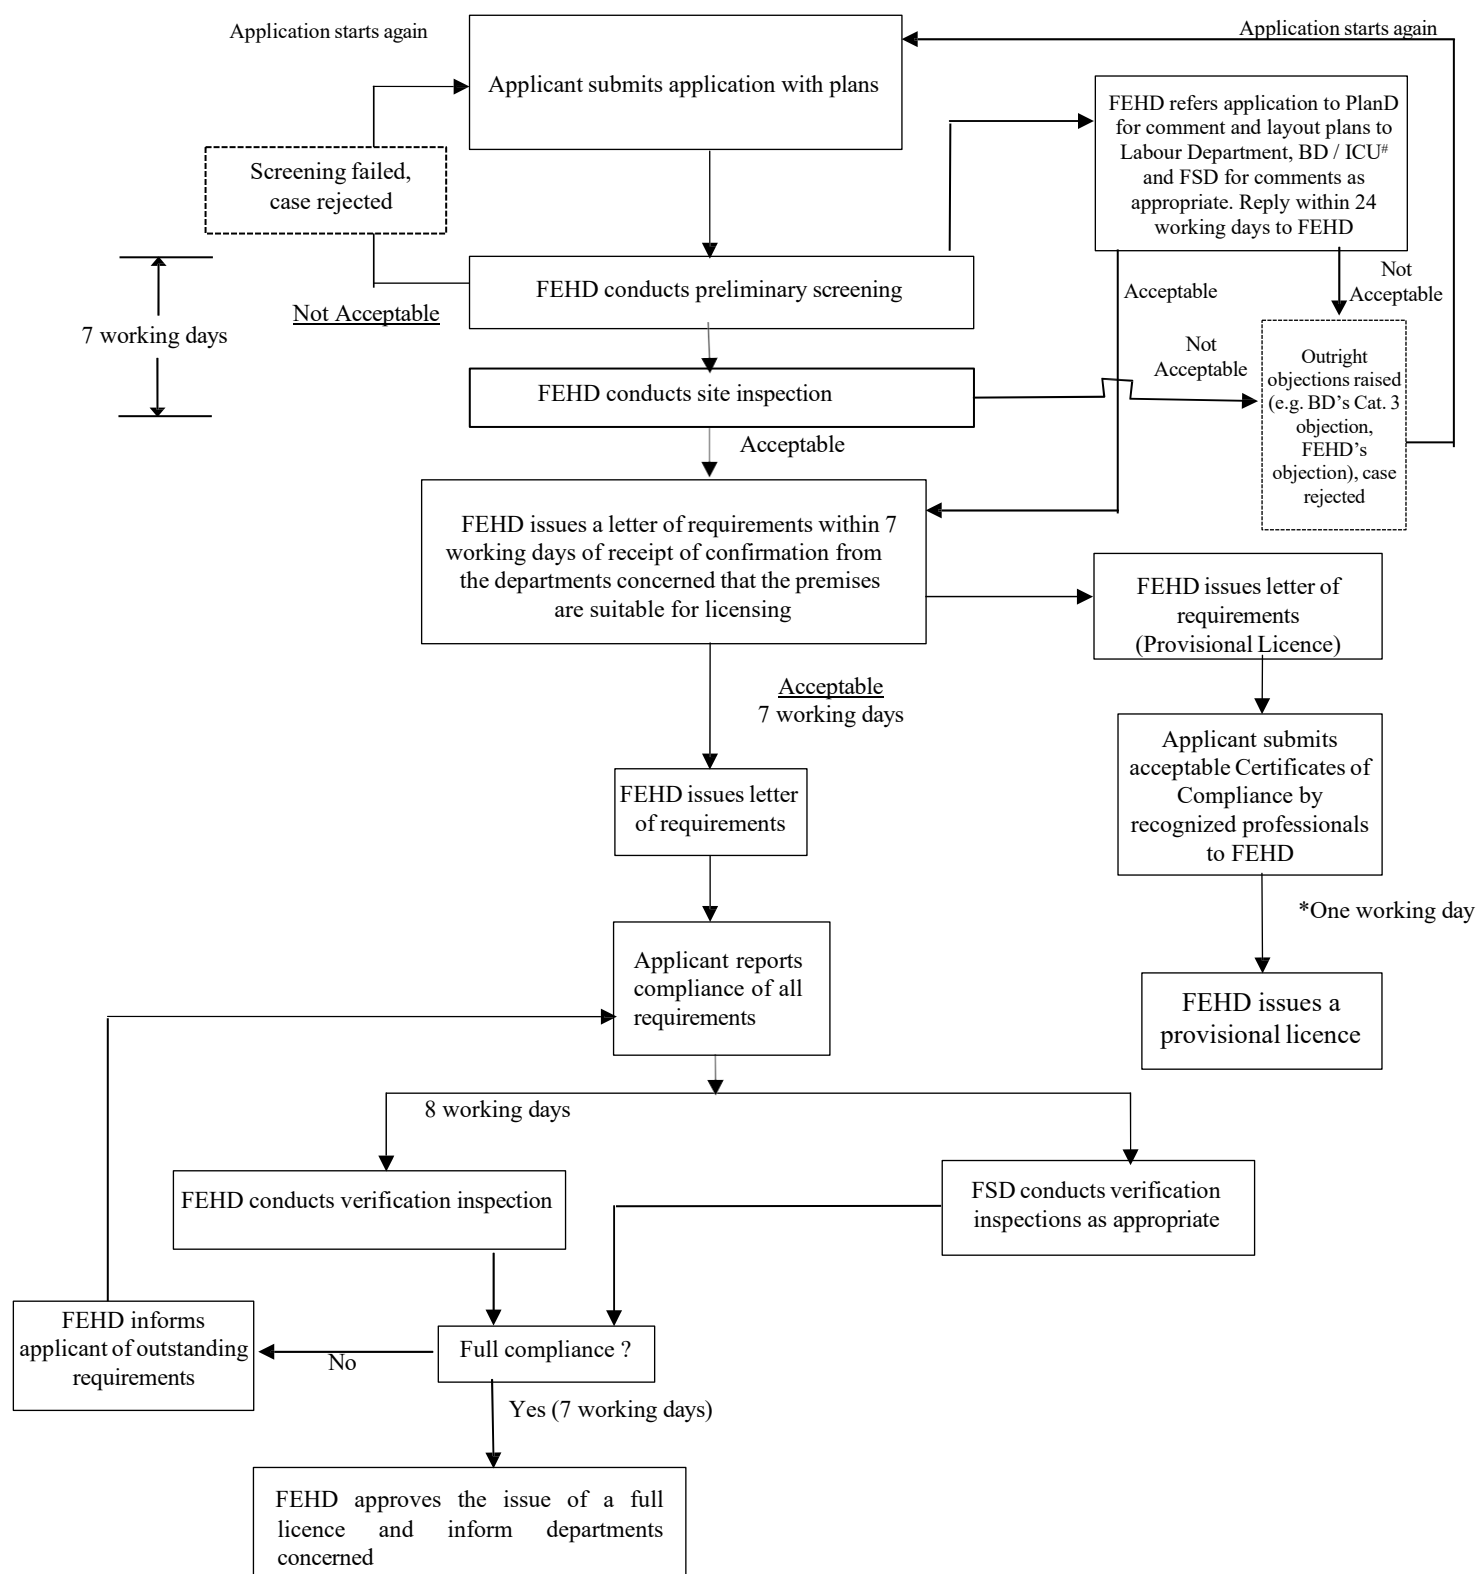 Application starts again
Application starts again
Applicant submits application with plans
FEHD refers application to PlanD
for comment and layout plans to
Labour Department, BD / ICU#
and FSD for comments as
appropriate. Reply within 24
working days to FEHD
Screening failed,
case rejected
Not Acceptable
FEHD conducts preliminary screening
7 working days
Acceptable
Not
Acceptable
FEHD conducts site inspection
Not
Acceptable
Outright
objections raised
(e.g. BD’s Cat. 3
objection,
FEHD’s
objection), case
rejected
Acceptable
FEHD issues a letter of requirements within 7
working days of receipt of confirmation from
the departments concerned that the premises
are suitable for licensing
FEHD issues letter of
requirements
(Provisional Licence)
Acceptable
7 working days
Applicant submits
acceptable Certificates of
Compliance by
recognized professionals
to FEHD
FEHD issues letter
of requirements
*One working day
Applicant reports
compliance of all
requirements
FEHD issues a
provisional licence
8 working days
FEHD conducts verification inspection
FSD conducts verification
inspections as appropriate
FEHD informs
applicant of outstanding
requirements
No
Full compliance ?
Yes (7 working days)
FEHD approves the issue of a full
licence and inform departments
concerned